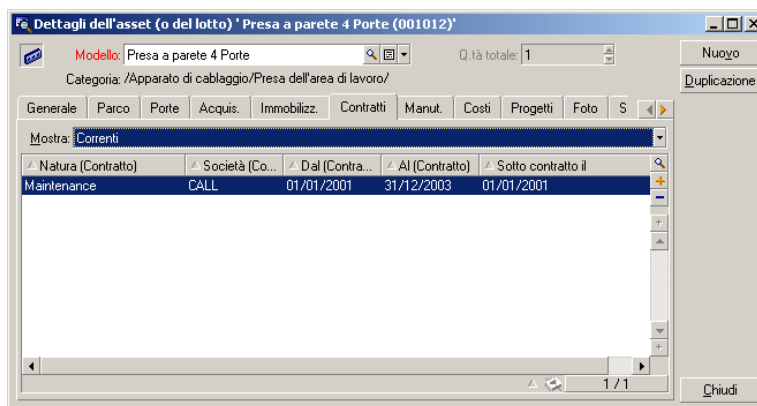 Dettagli dell'asset (o del lotto) ' Presa a parete 4 Porte (001012)'
Modello: Presa a parete 4 Porte Q.tà totale: 1 Nuovo
Categoria: /Apparato di cablaggio/Presa dell'area di lavoro/ Duplicazione
Generale Parco Porte Acquis. Immobilizz. Contratti Manut. Costi Progetti Foto S
Mostra: Correnti
Natura (Contratto) Società (Co... Dal (Contra... Al (Contratto) Sotto contratto il
Maintenance CALL 01/01/2001 31/12/2003 01/01/2001
1 / 1
Chiudi